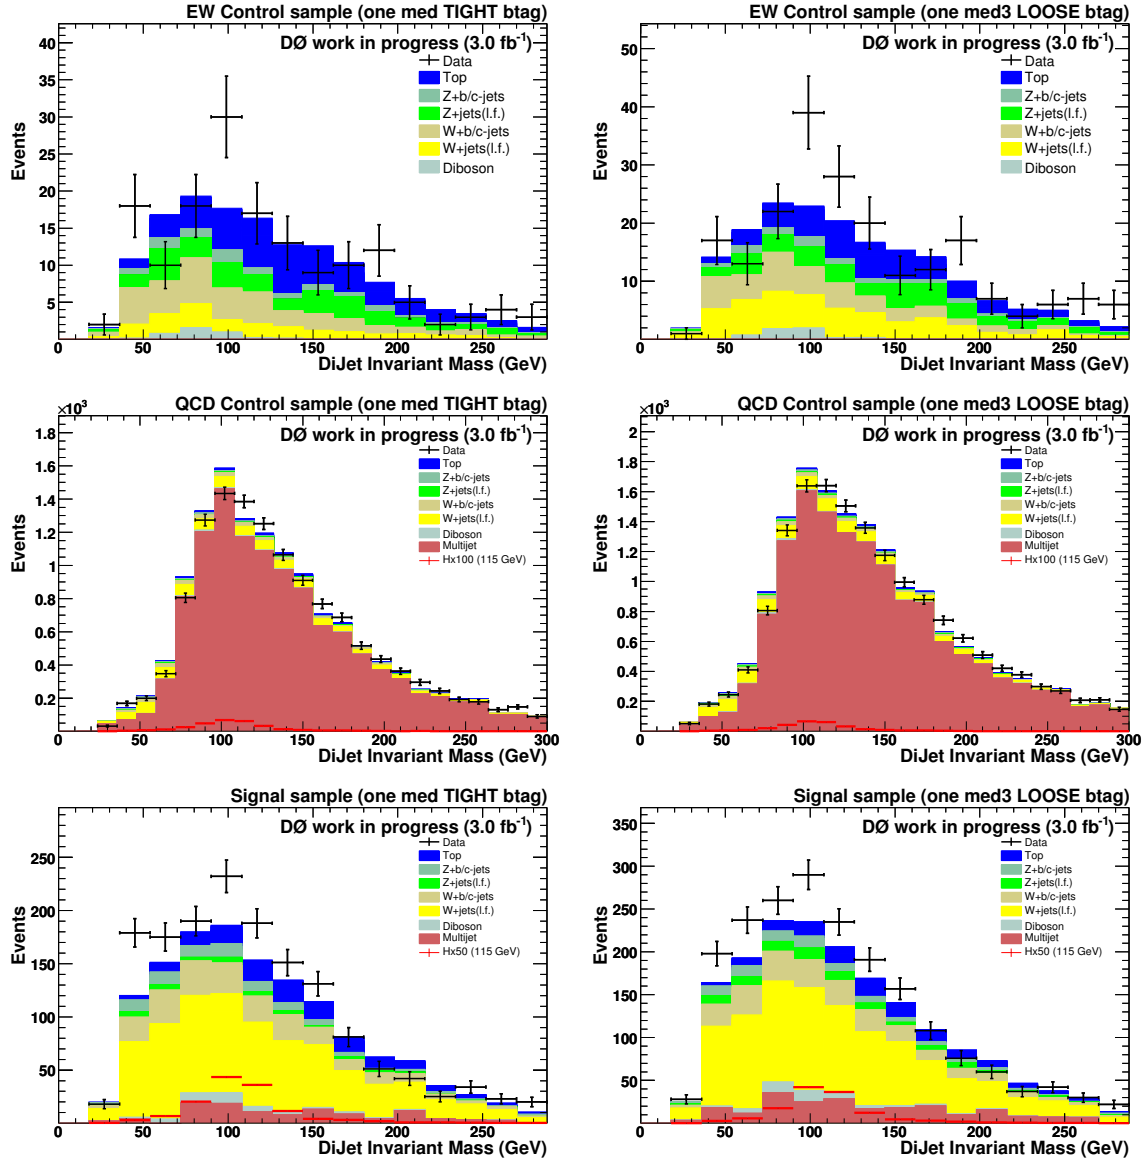 EW Control sample (one med TIGHT btag)
DØ work in progress (3.0 fb⁻¹)
Data
Top
Z+b/c-jets
Z+jets(l.f.)
W+b/c-jets
W+jets(l.f.)
Diboson
Events
40
35
30
25
20
15
10
5
0 50 100 150 200 250
DiJet Invariant Mass (GeV)
EW Control sample (one med3 LOOSE btag)
DØ work in progress (3.0 fb⁻¹)
Data
Top
Z+b/c-jets
Z+jets(l.f.)
W+b/c-jets
W+jets(l.f.)
Diboson
Events
50
40
30
20
10
0 50 100 150 200 250
DiJet Invariant Mass (GeV)
QCD Control sample (one med TIGHT btag)
×10³
DØ work in progress (3.0 fb⁻¹)
Data
Top
Z+b/c-jets
Z+jets(l.f.)
W+b/c-jets
W+jets(l.f.)
Diboson
Multijet
Hx100 (115 GeV)
Events
1.8
1.6
1.4
1.2
1
0.8
0.6
0.4
0.2
0 50 100 150 200 250 300
DiJet Invariant Mass (GeV)
QCD Control sample (one med3 LOOSE btag)
×10³
DØ work in progress (3.0 fb⁻¹)
Data
Top
Z+b/c-jets
Z+jets(l.f.)
W+b/c-jets
W+jets(l.f.)
Diboson
Multijet
Hx100 (115 GeV)
Events
2
1.8
1.6
1.4
1.2
1
0.8
0.6
0.4
0.2
0 50 100 150 200 250 300
DiJet Invariant Mass (GeV)
Signal sample (one med TIGHT btag)
DØ work in progress (3.0 fb⁻¹)
Data
Top
Z+b/c-jets
Z+jets(l.f.)
W+b/c-jets
W+jets(l.f.)
Diboson
Multijet
Hx50 (115 GeV)
Events
250
200
150
100
50
0 50 100 150 200 250
DiJet Invariant Mass (GeV)
Signal sample (one med3 LOOSE btag)
DØ work in progress (3.0 fb⁻¹)
Data
Top
Z+b/c-jets
Z+jets(l.f.)
W+b/c-jets
W+jets(l.f.)
Diboson
Multijet
Hx50 (115 GeV)
Events
350
300
250
200
150
100
50
0 50 100 150 200 250
DiJet Invariant Mass (GeV)